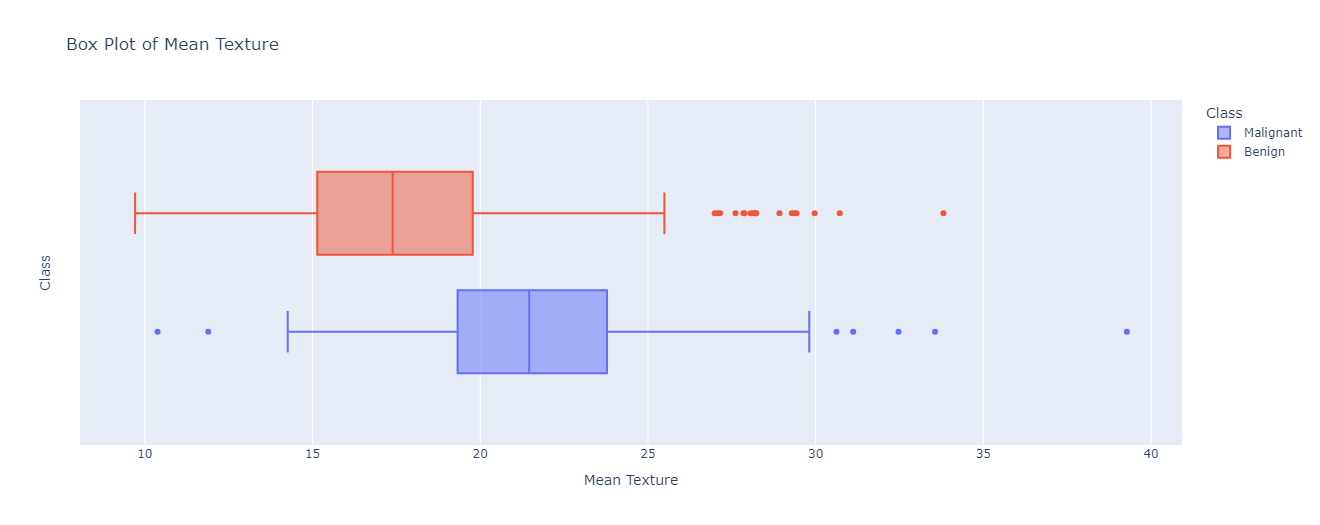 Box Plot of Mean Texture
Class
Malignant
Benign
Class
10 15 20 25 30 35 40
Mean Texture